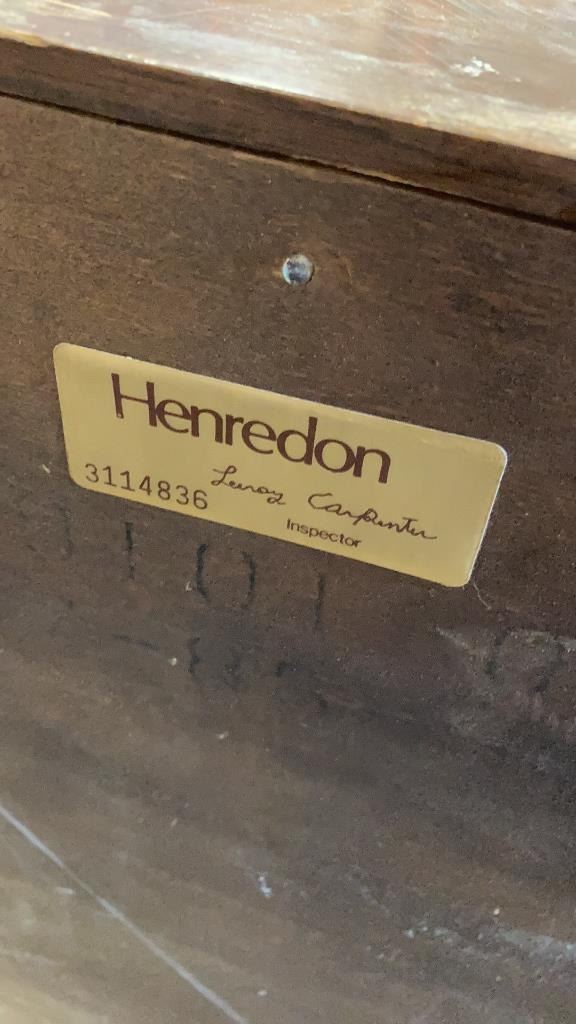 Henredon
3114836
Leroy Carpenter
Inspector